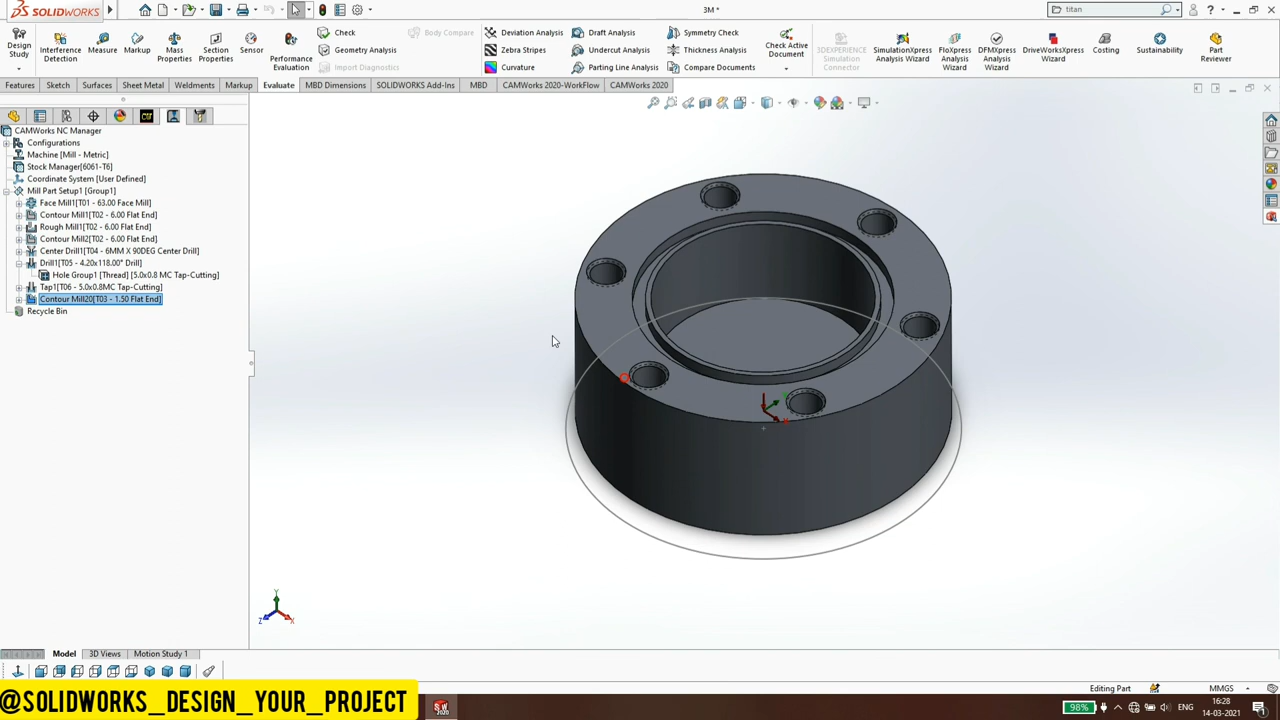 SOLIDWORKS
3M *
titan
Design Study
Interference Detection
Measure
Markup
Mass Properties
Section Properties
Sensor
Performance Evaluation
Check
Geometry Analysis
Import Diagnostics
Body Compare
Deviation Analysis
Zebra Stripes
Curvature
Draft Analysis
Undercut Analysis
Parting Line Analysis
Symmetry Check
Thickness Analysis
Compare Documents
Check Active Document
3DEXPERIENCE Simulation Connector
SimulationXpress Analysis Wizard
FloXpress Analysis Wizard
DFMXpress Analysis Wizard
DriveWorksXpress Wizard
Costing
Sustainability
Part Reviewer
Features
Sketch
Surfaces
Sheet Metal
Weldments
Markup
Evaluate
MBD Dimensions
SOLIDWORKS Add-Ins
MBD
CAMWorks 2020-WorkFlow
CAMWorks 2020
CAMWorks NC Manager
Configurations
Machine [Mill - Metric]
Stock Manager[6061-T6]
Coordinate System [User Defined]
Mill Part Setup1 [Group1]
Face Mill1[T01 - 63.00 Face Mill]
Contour Mill1[T02 - 6.00 Flat End]
Rough Mill1[T02 - 6.00 Flat End]
Contour Mill2[T02 - 6.00 Flat End]
Center Drill1[T04 - 6MM X 90DEG Center Drill]
Drill1[T05 - 4.20x118.00° Drill]
Hole Group1 [Thread] [5.0x0.8 MC Tap-Cutting]
Tap1[T06 - 5.0x0.8MC Tap-Cutting]
Contour Mill20[T03 - 1.50 Flat End]
Recycle Bin
Y
Z
X
Model
3D Views
Motion Study 1
Editing Part
MMGS
@SOLIDWORKS_DESIGN_YOUR_PROJECT
98%
ENG
16:28
14-03-2021